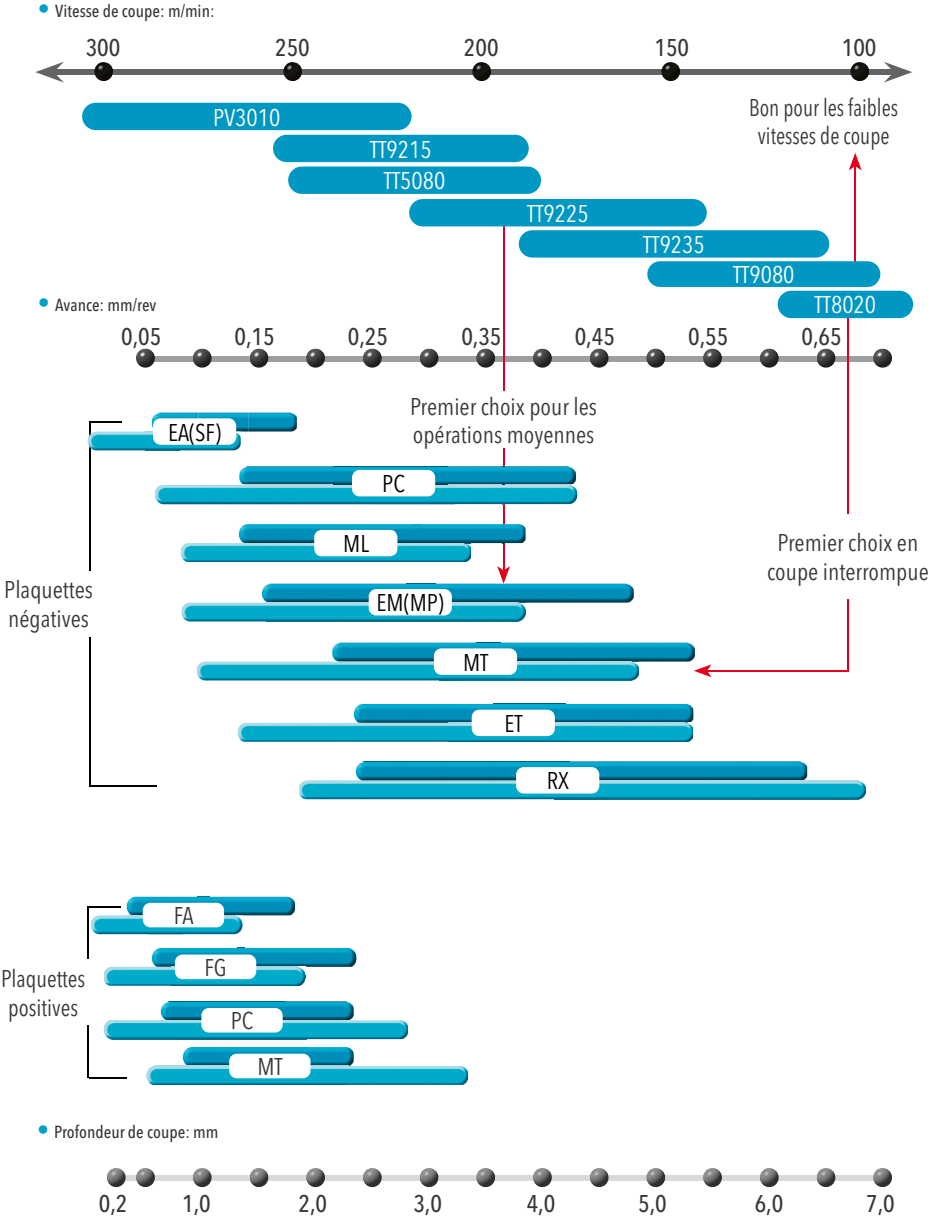 Vitesse de coupe: m/min:
300 250 200 150 100
PV3010
Bon pour les faibles
vitesses de coupe
TT9215
TT5080
TT9225
TT9235
TT9080
TT8020
Avance: mm/rev
0,05 0,15 0,25 0,35 0,45 0,55 0,65
Premier choix pour les
opérations moyennes
EA(SF)
PC
ML
Premier choix en
coupe interrompue
Plaquettes
négatives
EM(MP)
MT
ET
RX
FA
FG
Plaquettes
positives
PC
MT
Profondeur de coupe: mm
0,2 1,0 2,0 3,0 4,0 5,0 6,0 7,0